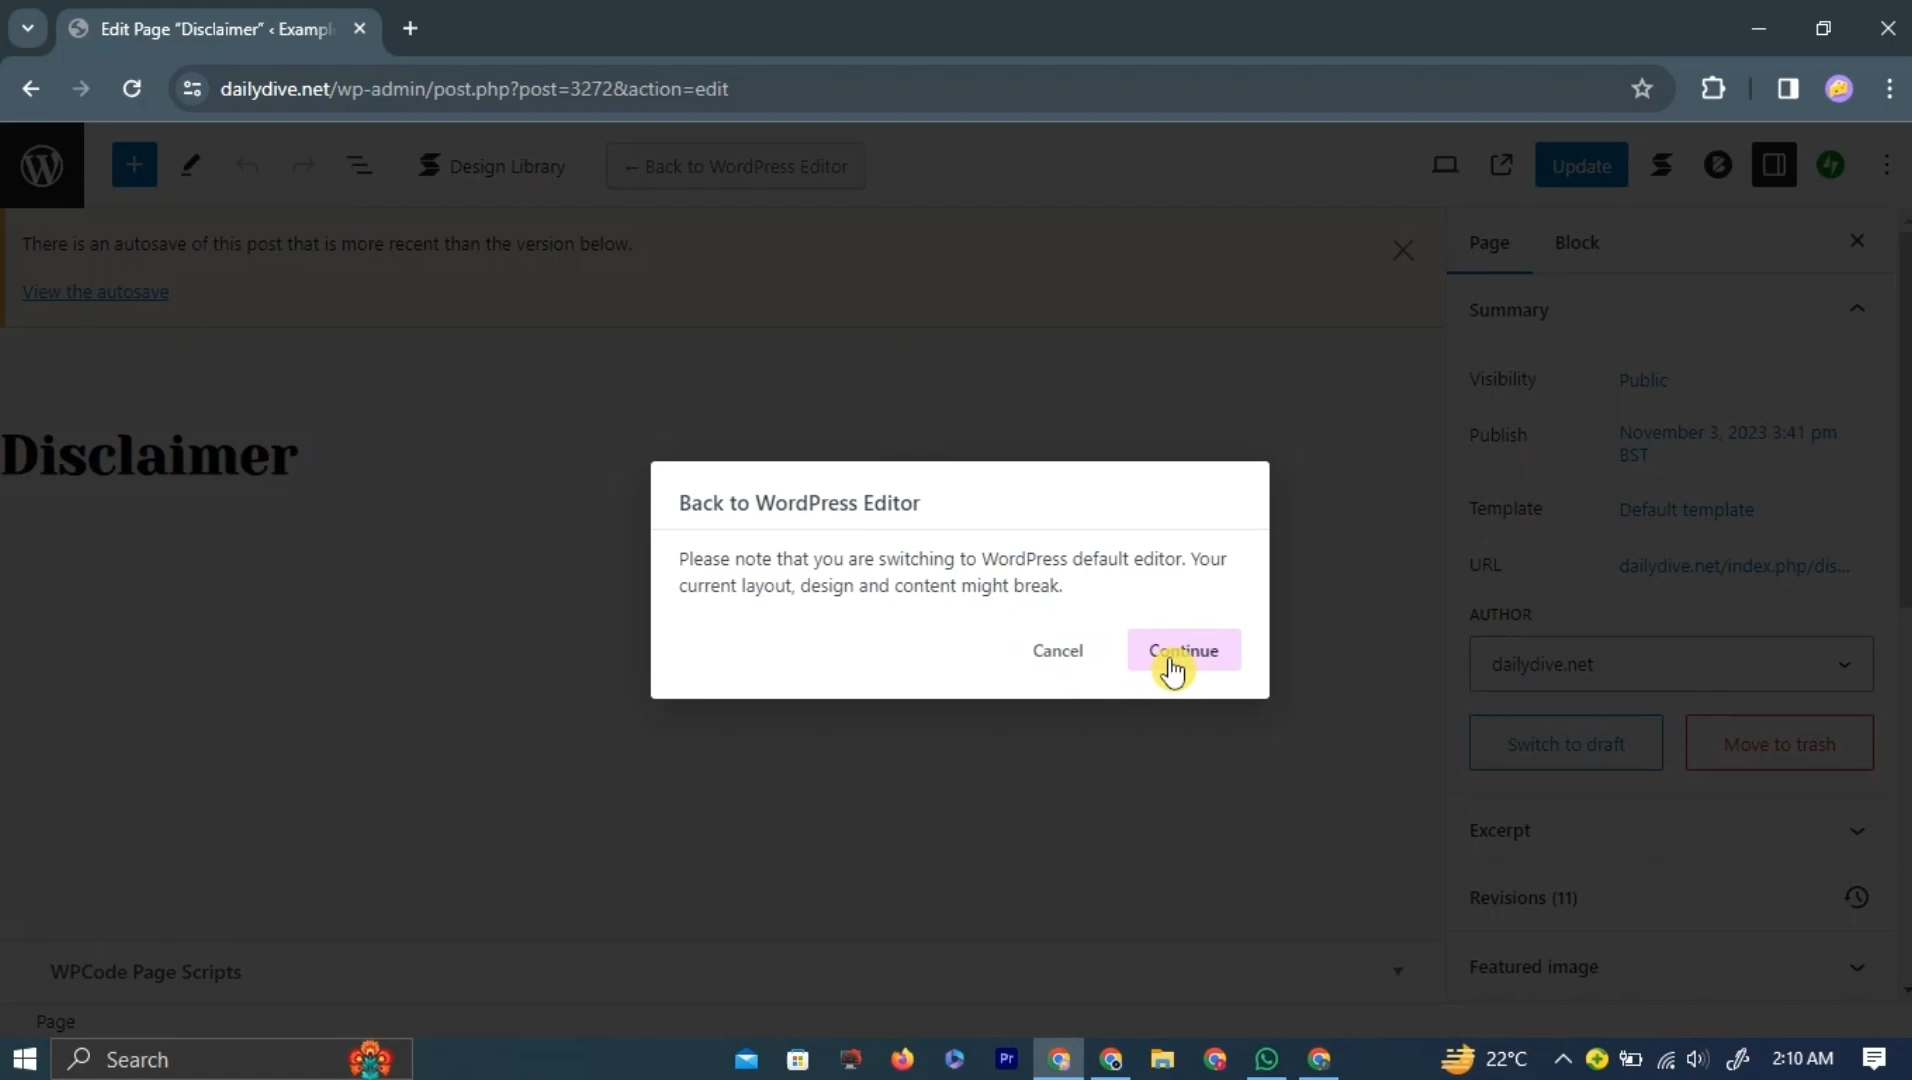 Edit Page “Disclaimer” ‹ Exampl
dailydive.net/wp-admin/post.php?post=3272&action=edit
Design Library
← Back to WordPress Editor
Update
There is an autosave of this post that is more recent than the version below.
View the autosave
Page
Block
Summary
Visibility
Public
Publish
November 3, 2023 3:41 pm
BST
Template
Default template
URL
dailydive.net/index.php/dis...
AUTHOR
dailydive.net
Switch to draft
Move to trash
Excerpt
Revisions (11)
Featured image
Disclaimer
Back to WordPress Editor
Please note that you are switching to WordPress default editor. Your
current layout, design and content might break.
Cancel
Continue
WPCode Page Scripts
Page
Search
Pr
22°C
2:10 AM